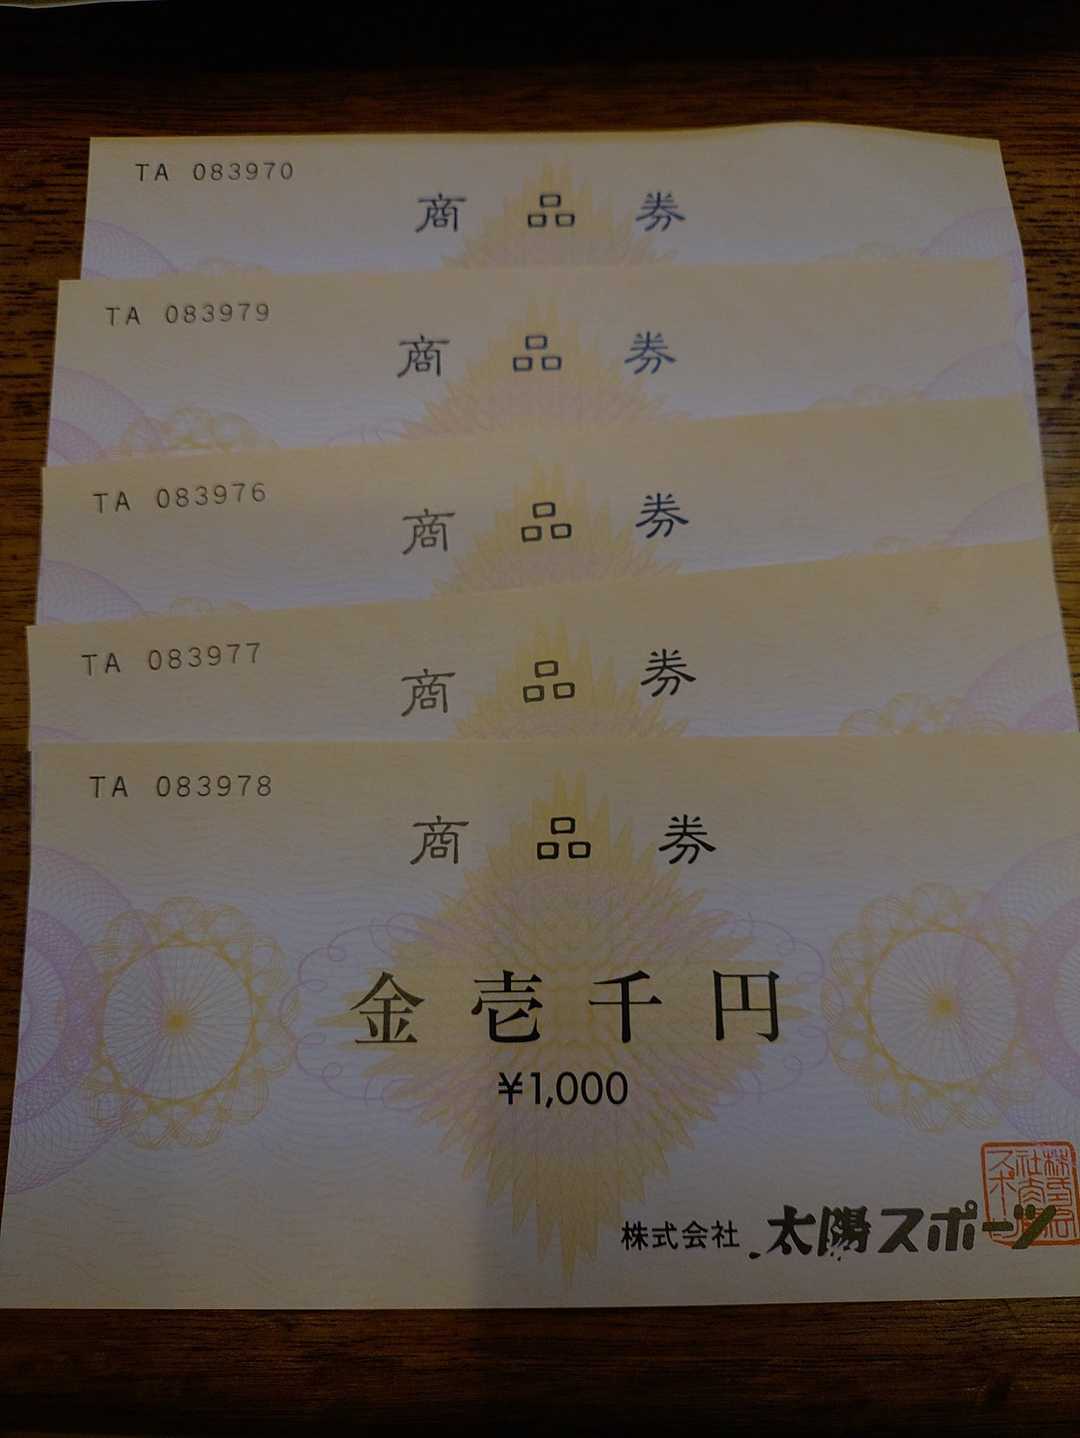 TA 083970
商品券
TA 083979
商品券
TA 083976
商品券
TA 083977
商品券
TA 083978
商品券
金壱千円
¥1,000
株式会社 太陽スポーツ